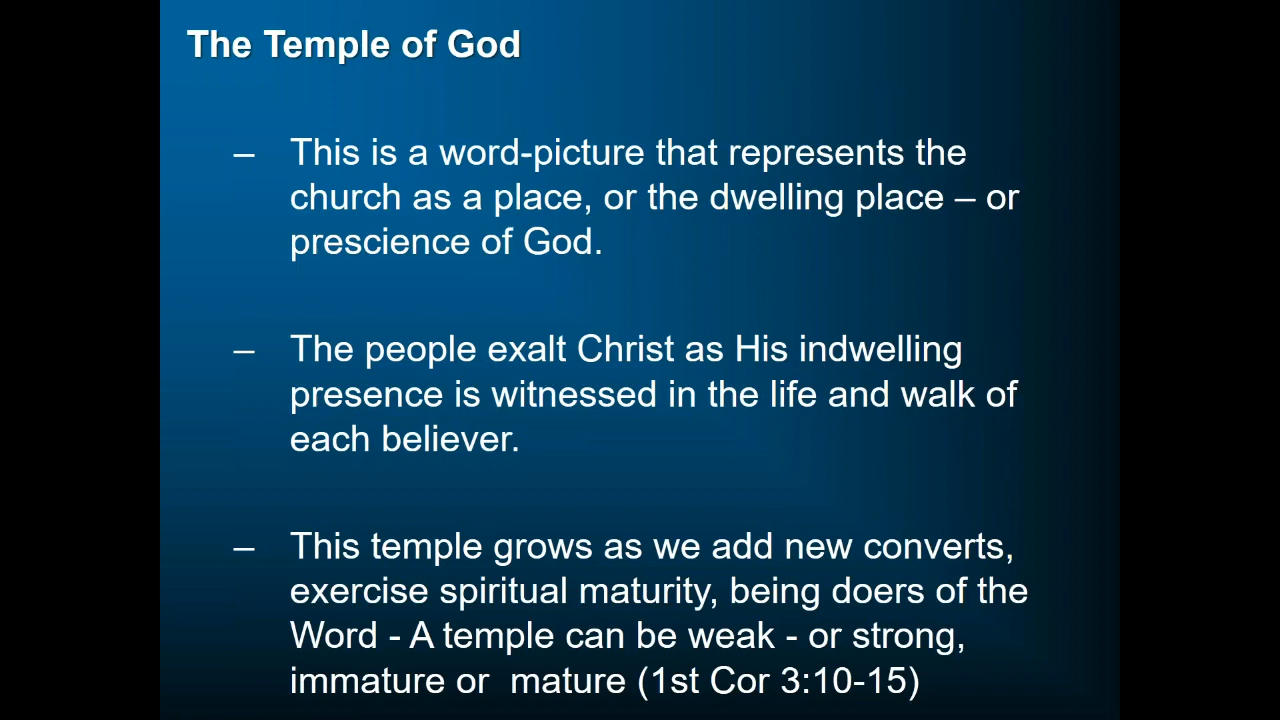 The Temple of God
– This is a word-picture that represents the
church as a place, or the dwelling place – or
prescience of God.
– The people exalt Christ as His indwelling
presence is witnessed in the life and walk of
each believer.
– This temple grows as we add new converts,
exercise spiritual maturity, being doers of the
Word - A temple can be weak - or strong,
immature or  mature (1st Cor 3:10-15)